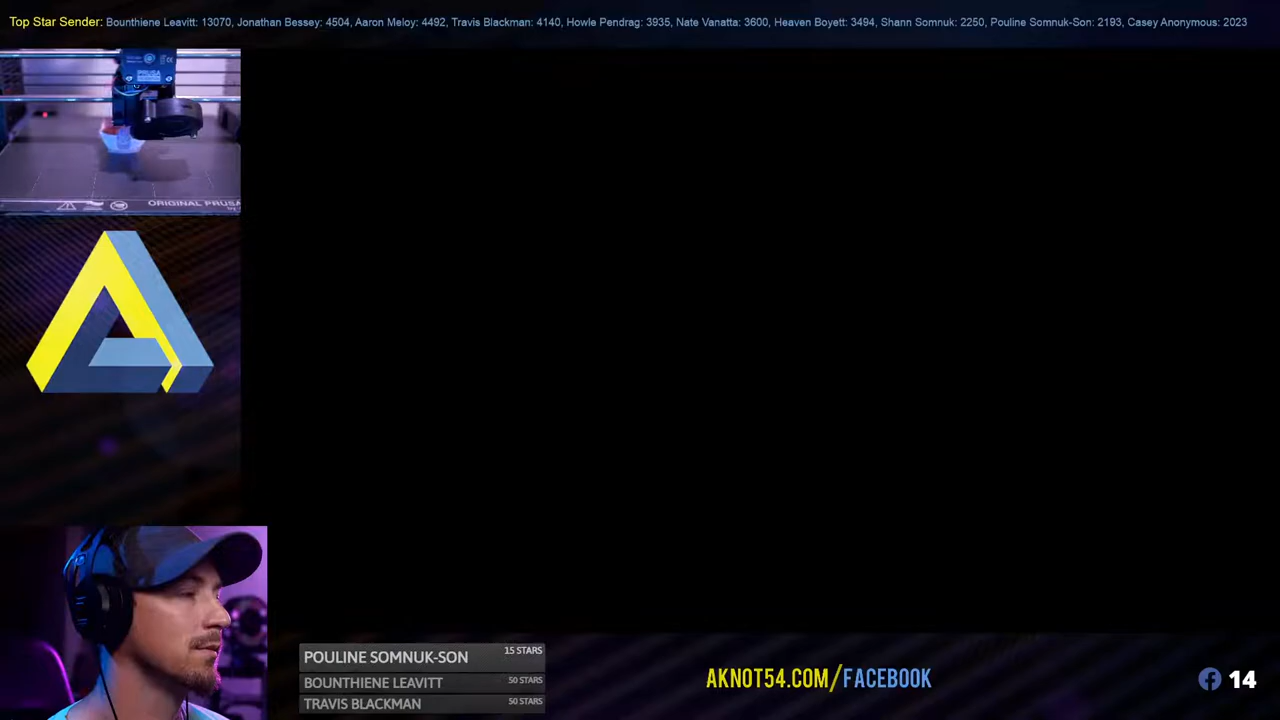 Top Star Sender: Bounthiene Leavitt: 13070, Jonathan Bessey: 4504, Aaron Meloy: 4492, Travis Blackman: 4140, Howle Pendrag: 3935, Nate Vanatta: 3600, Heaven Boyett: 3494, Shann Somnuk: 2250, Pouline Somnuk-Son: 2193, Casey Anonymous: 2023
PRUSA
ORIGINAL PRUSA
POULINE SOMNUK-SON 15 STARS
BOUNTHIENE LEAVITT 50 STARS
TRAVIS BLACKMAN 50 STARS
AKNOT54.COM/FACEBOOK
14